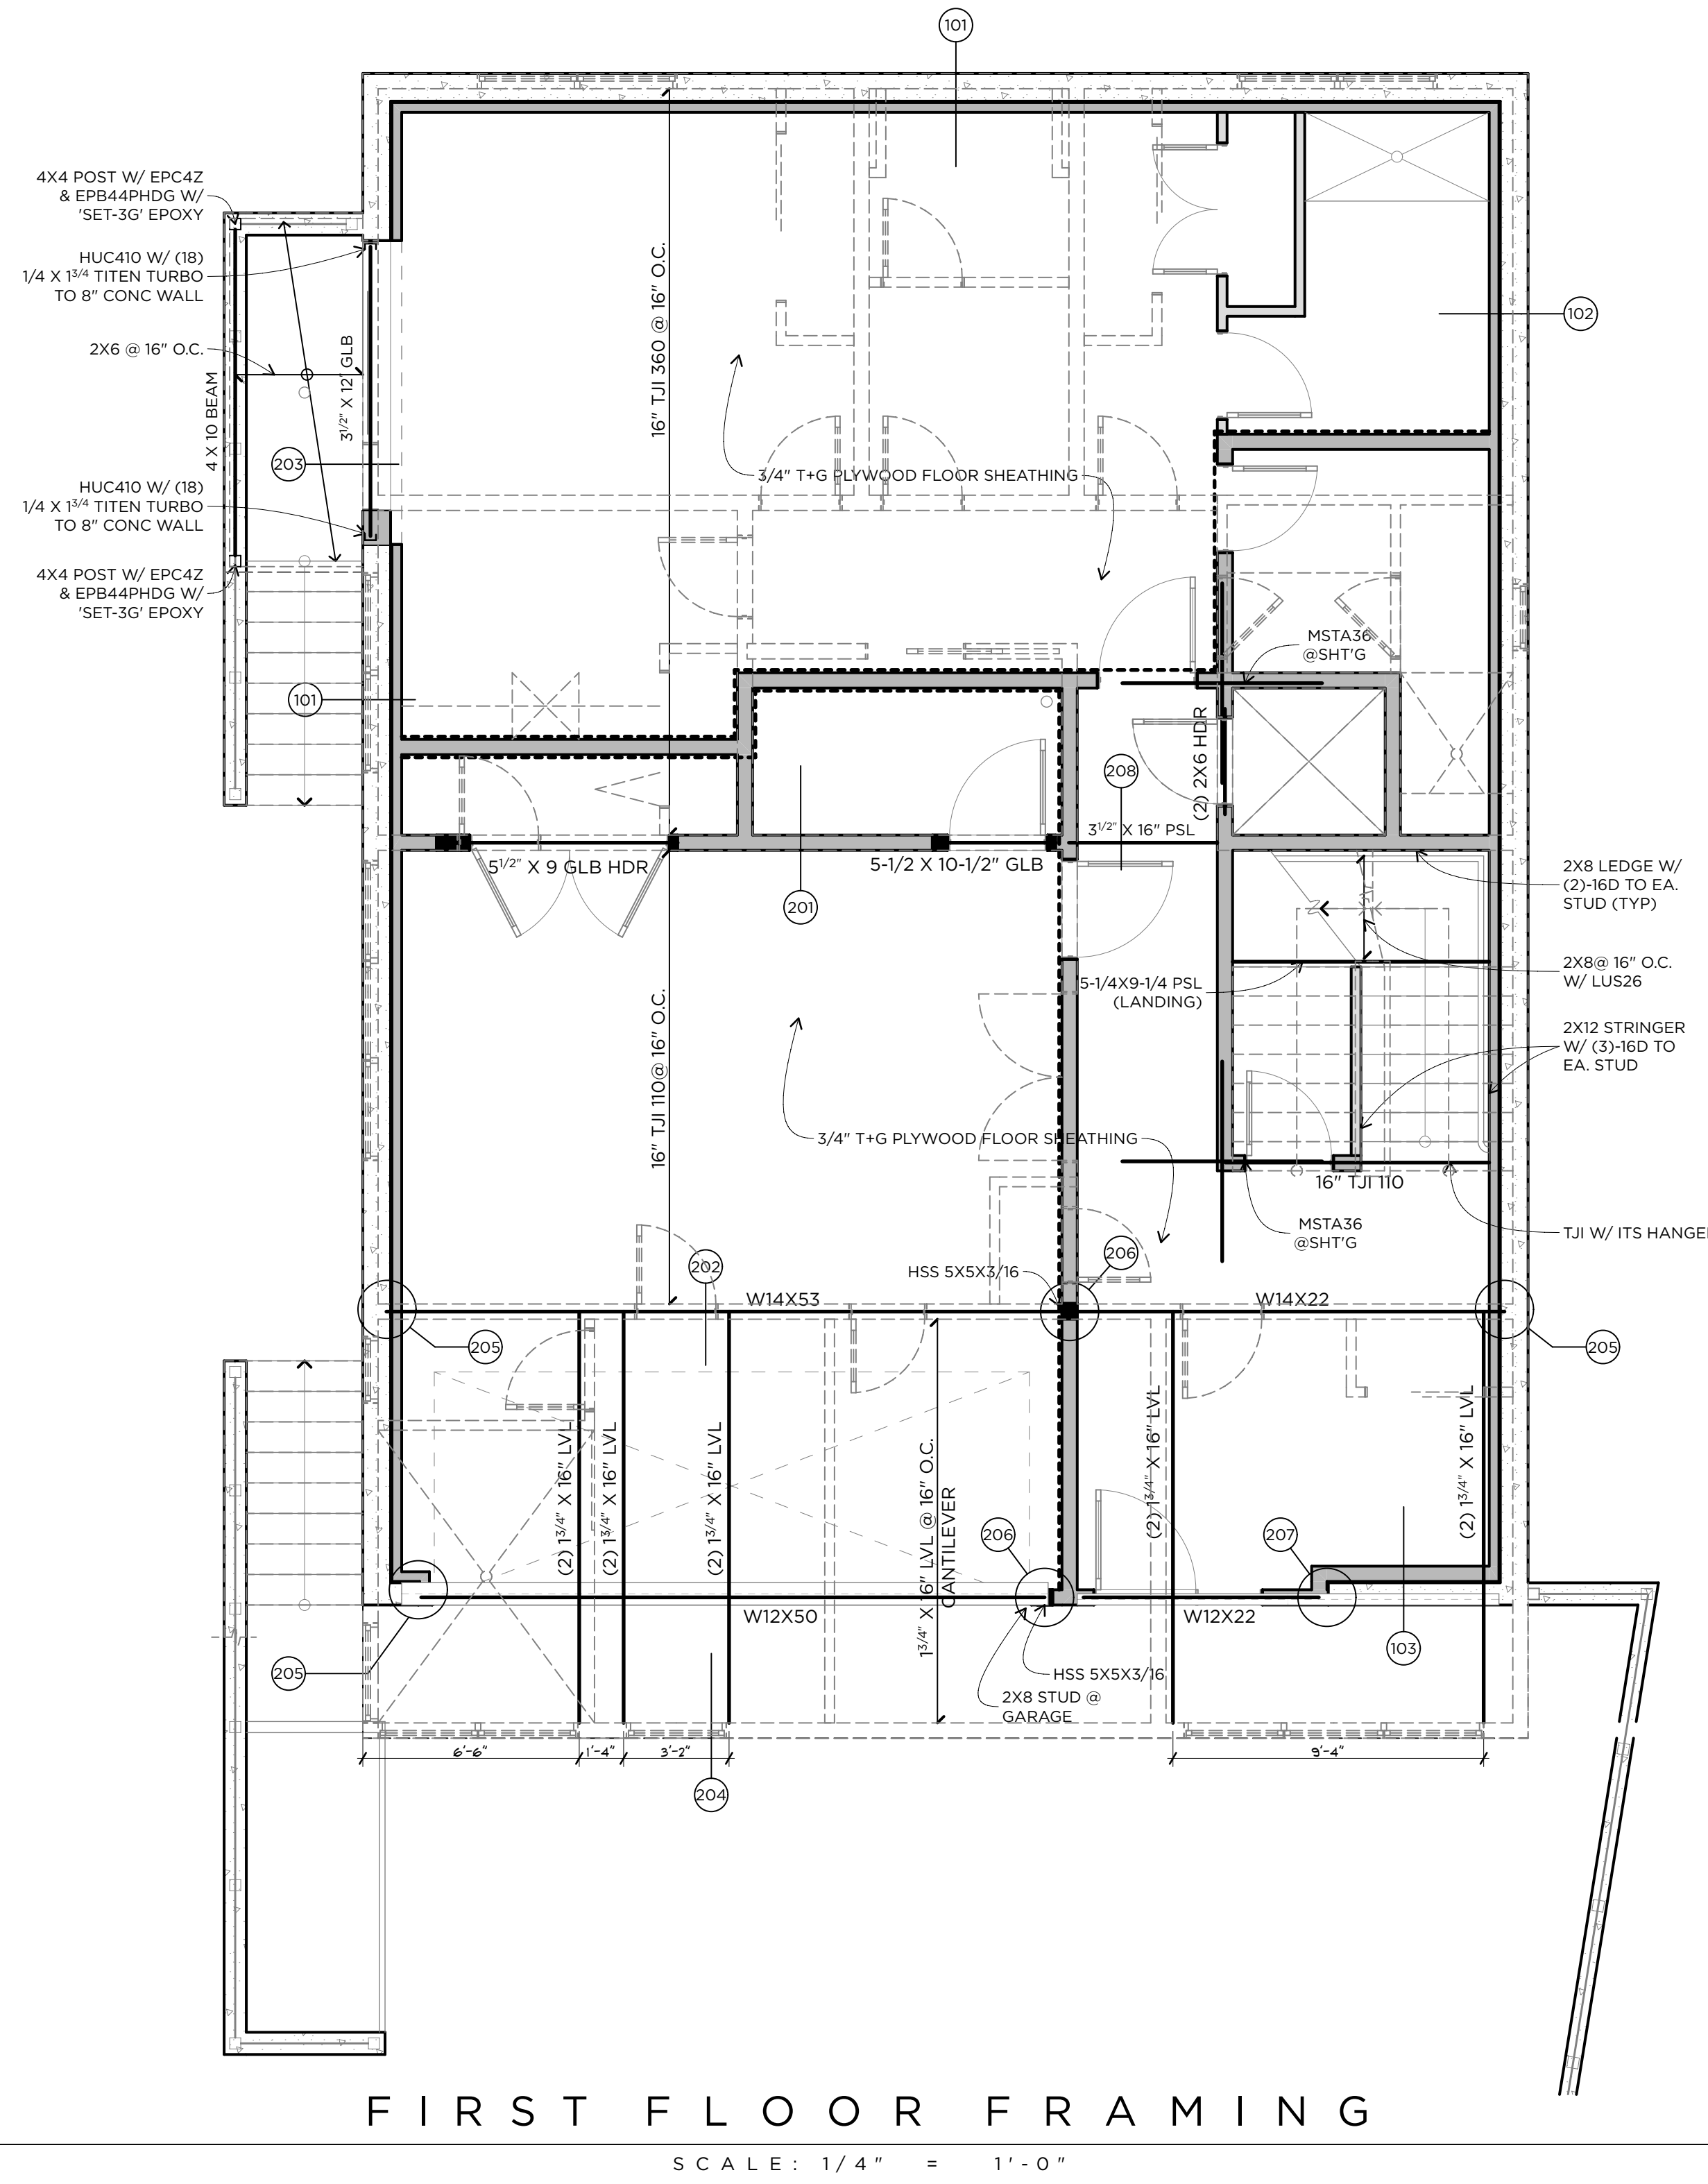 101
4X4 POST W/ EPC4Z
& EPB44PHDG W/
'SET-3G' EPOXY
HUC410 W/ (18)
1/4 X 1 3/4 TITEN TURBO
TO 8" CONC WALL
2X6 @ 16" O.C.
4 X 10 BEAM
3 1/2" X 12" GLB
203
HUC410 W/ (18)
1/4 X 1 3/4 TITEN TURBO
TO 8" CONC WALL
4X4 POST W/ EPC4Z
& EPB44PHDG W/
'SET-3G' EPOXY
16" TJI 360 @ 16" O.C.
102
3/4" T+G PLYWOOD FLOOR SHEATHING
MSTA36
@SHT'G
101
(2) 2X6 HDR
208
3 1/2" X 16" PSL
5 1/2" X 9 GLB HDR
5-1/2 X 10-1/2" GLB
201
2X8 LEDGE W/
(2)-16D TO EA.
STUD (TYP)
2X8@ 16" O.C.
W/ LUS26
5-1/4X9-1/4 PSL
(LANDING)
2X12 STRINGER
W/ (3)-16D TO
EA. STUD
16" TJI 110@ 16" O.C.
3/4" T+G PLYWOOD FLOOR SHEATHING
16" TJI 110
MSTA36
@SHT'G
TJI W/ ITS HANGE
202
HSS 5X5X3/16
206
W14X53
W14X22
205
205
(2) 1 3/4" X 16" LVL
(2) 1 3/4" X 16" LVL
(2) 1 3/4" X 16" LVL
1 3/4" X 16" LVL @ 16" O.C.
CANTILEVER
(2) 1 3/4" X 16" LVL
(2) 1 3/4" X 16" LVL
206
207
W12X50
W12X22
205
103
HSS 5X5X3/16
2X8 STUD @
GARAGE
6'-6" 1'-4" 3'-2" 9'-4"
204
FIRST FLOOR FRAMING
SCALE: 1/4" = 1'-0"